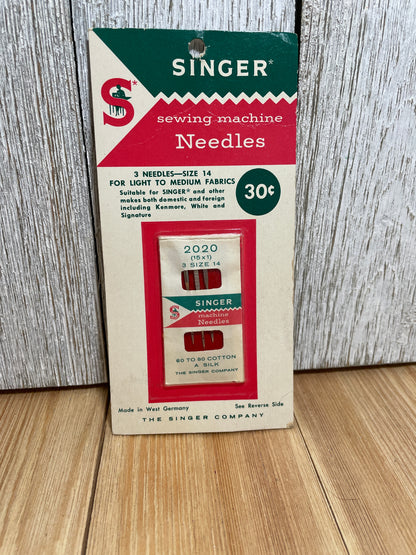 SINGER*
S*
sewing machine
Needles
3 NEEDLES—SIZE 14
FOR LIGHT TO MEDIUM FABRICS
Suitable for SINGER* and other
makes both domestic and foreign
including Kenmore, White and
Signature
30¢
2020
(15x1)
3 SIZE 14
S
SINGER
machine
Needles
60 TO 80 COTTON
A SILK
THE SINGER COMPANY
Made in West Germany
See Reverse Side
THE SINGER COMPANY